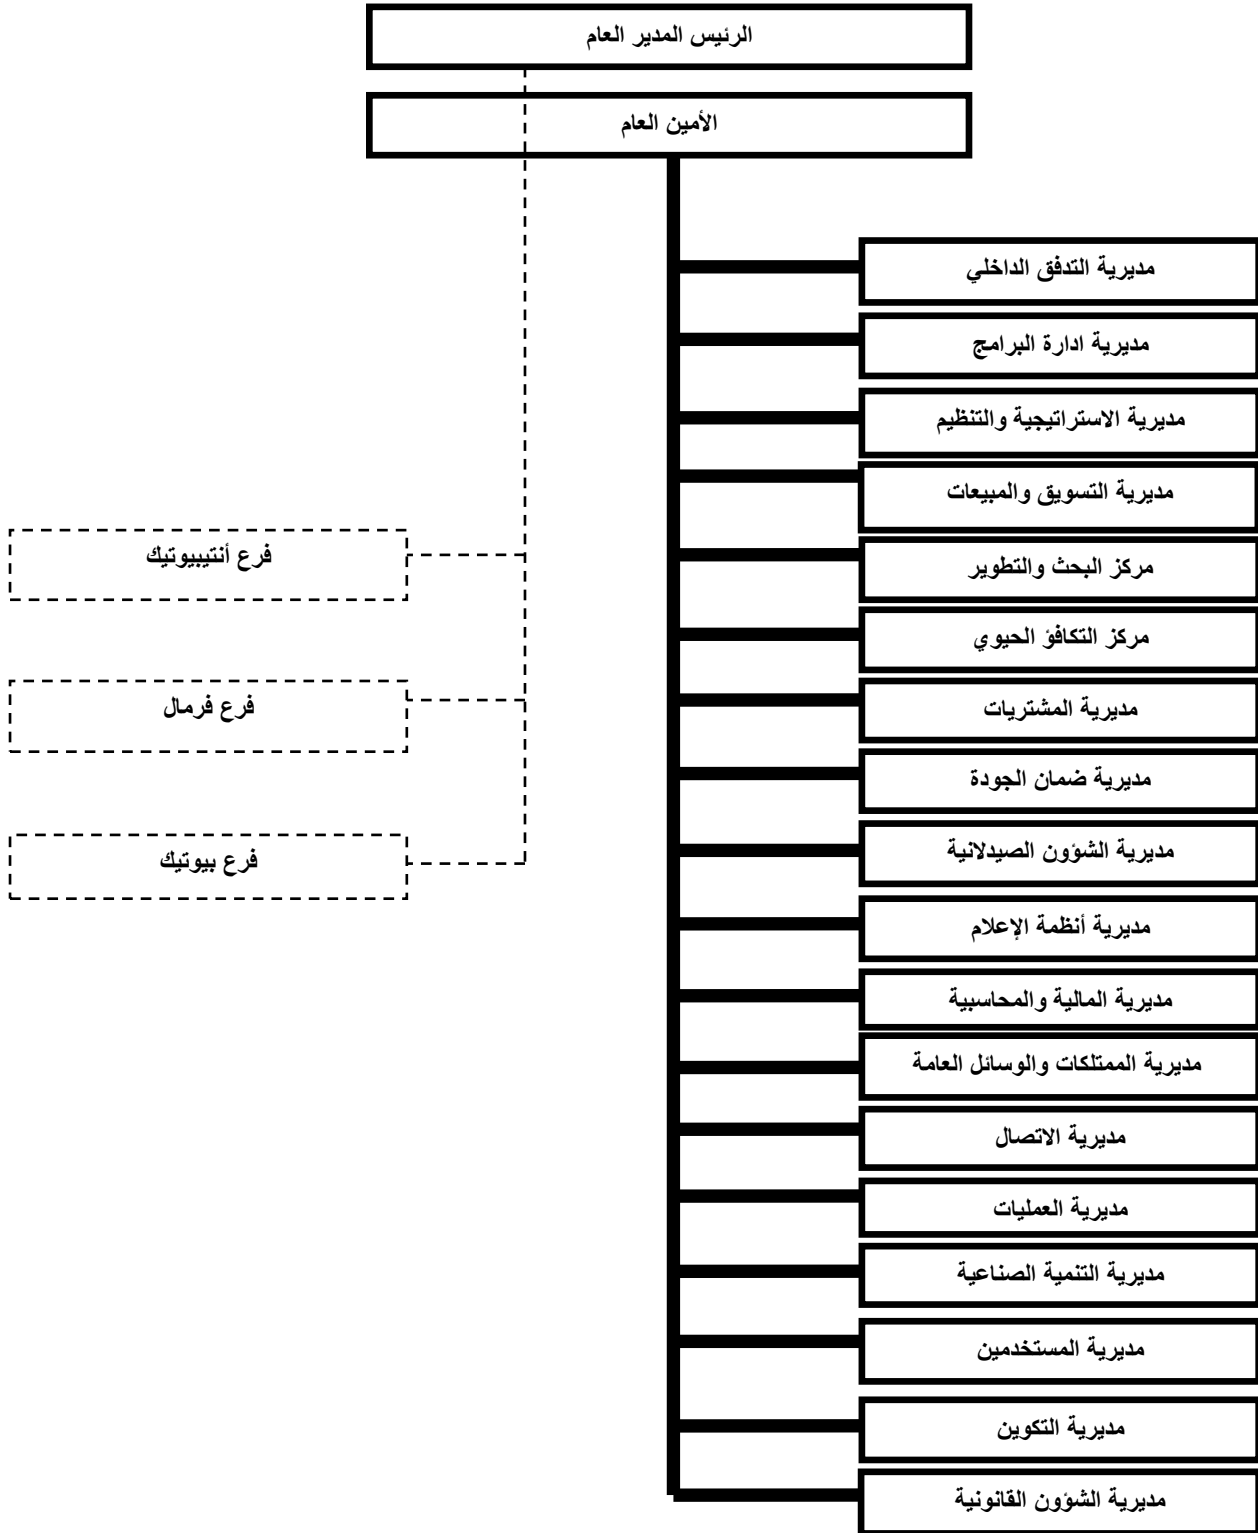 الرئيس المدير العام
الأمين العام
مديرية التدفق الداخلي
مديرية ادارة البرامج
مديرية الاستراتيجية والتنظيم
مديرية التسويق والمبيعات
مركز البحث والتطوير
مركز التكافؤ الحيوي
مديرية المشتريات
مديرية ضمان الجودة
مديرية الشؤون الصيدلانية
مديرية أنظمة الإعلام
مديرية المالية والمحاسبية
مديرية الممتلكات والوسائل العامة
مديرية الاتصال
مديرية العمليات
مديرية التنمية الصناعية
مديرية المستخدمين
مديرية التكوين
مديرية الشؤون القانونية
فرع أنتيبيوتيك
فرع فرمال
فرع بيوتيك